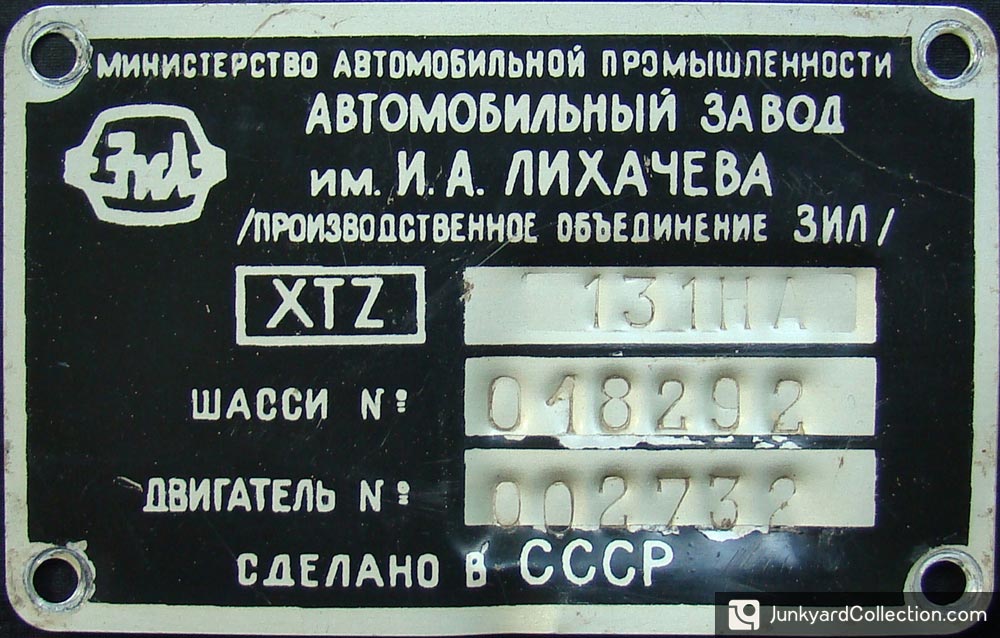 МИНИСТЕРСТВО АВТОМОБИЛЬНОЙ ПРОМЫШЛЕННОСТИ
АВТОМОБИЛЬНЫЙ ЗАВОД
ЗИЛ
им. И. А. ЛИХАЧЕВА
/ПРОИЗВОДСТВЕННОЕ ОБЪЕДИНЕНИЕ ЗИЛ/
XTZ 131НА
ШАССИ № 018292
ДВИГАТЕЛЬ № 002732
СДЕЛАНО В СССР
JunkyardCollection.com